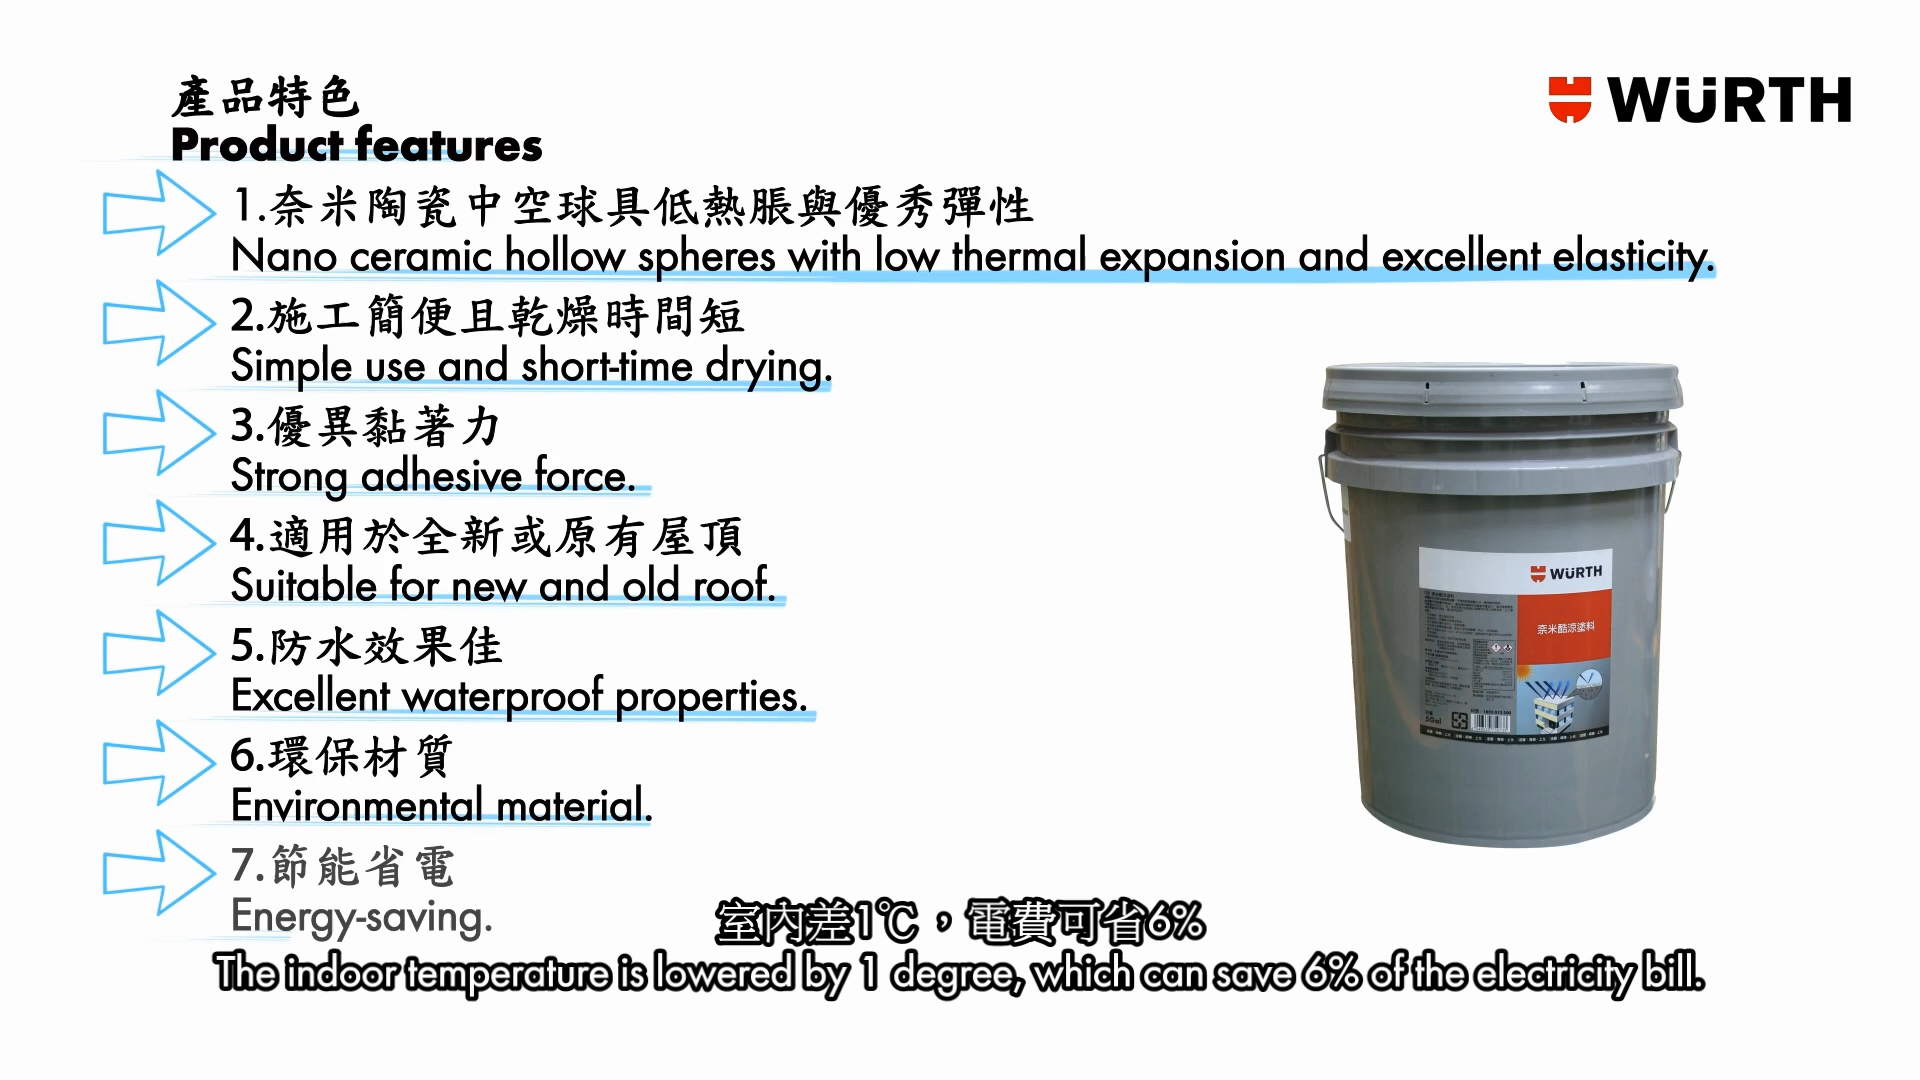 產品特色
WÜRTH
Product features
1.奈米陶瓷中空球具低熱脹與優秀彈性
Nano ceramic hollow spheres with low thermal expansion and excellent elasticity.
2.施工簡便且乾燥時間短
Simple use and short-time drying.
3.優異黏著力
Strong adhesive force.
4.適用於全新或原有屋頂
Suitable for new and old roof.
5.防水效果佳
Excellent waterproof properties.
6.環保材質
Environmental material.
7.節能省電
Energy-saving.
WÜRTH
奈米酷涼塗料
5Gal
室內差1℃，電費可省6%
The indoor temperature is lowered by 1 degree, which can save 6% of the electricity bill.